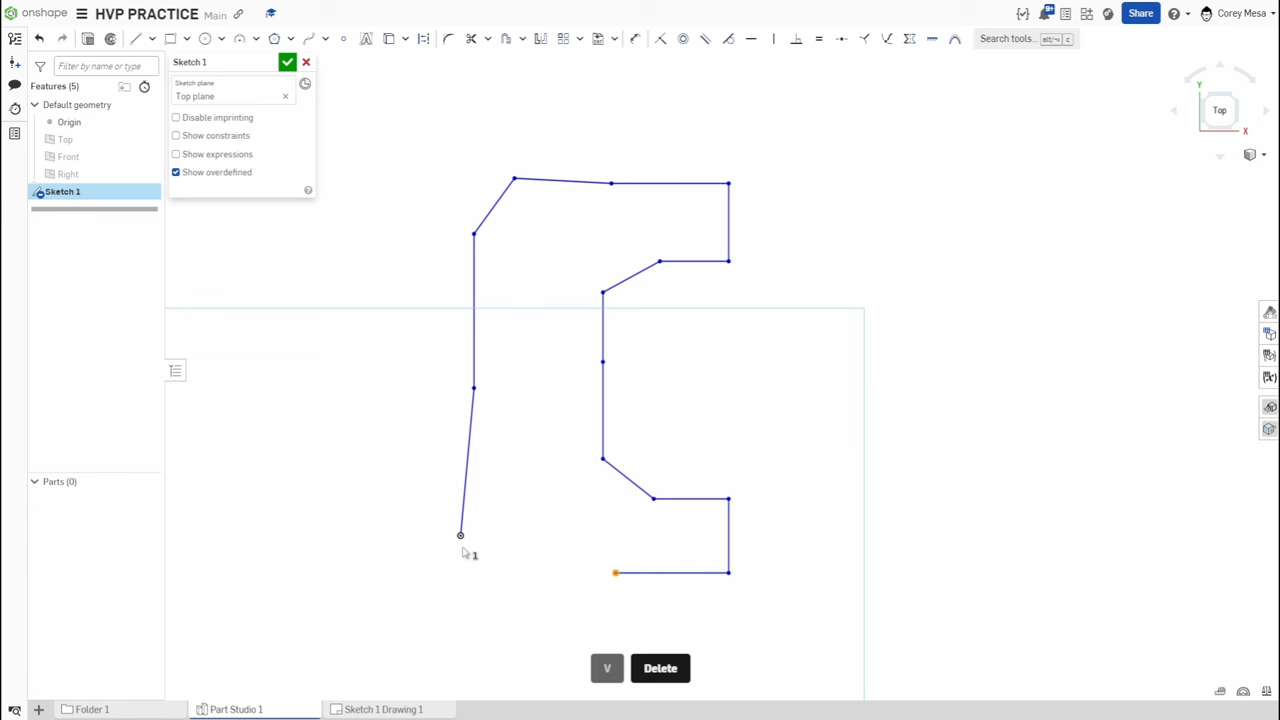 onshape
HVP PRACTICE Main
9+
Share
Corey Mesa
Search tools... alt/⌥ c
Filter by name or type
Features (5)
Default geometry
Origin
Top
Front
Right
Sketch 1
Sketch 1
Sketch plane
Top plane
Disable imprinting
Show constraints
Show expressions
Show overdefined
Y
Top
X
Parts (0)
1
V
Delete
Folder 1
Part Studio 1
Sketch 1 Drawing 1